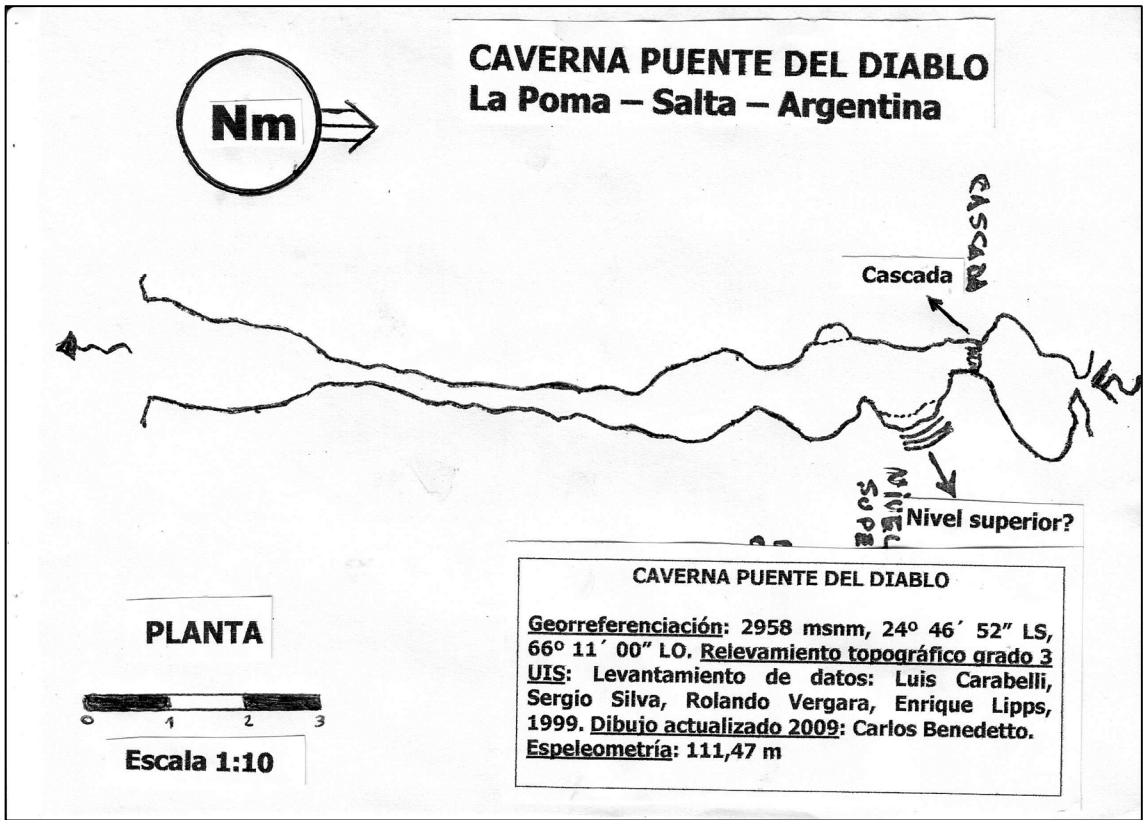 CAVERNA PUENTE DEL DIABLO
La Poma – Salta – Argentina
Nm
CASCADA
Cascada
NIVEL
SUPE
Nivel superior?
PLANTA
0 1 2 3
Escala 1:10
CAVERNA PUENTE DEL DIABLO
Georreferenciación: 2958 msnm, 24º 46´ 52” LS,
66º 11´ 00” LO. Relevamiento topográfico grado 3
UIS: Levantamiento de datos: Luis Carabelli,
Sergio Silva, Rolando Vergara, Enrique Lipps,
1999. Dibujo actualizado 2009: Carlos Benedetto.
Espeleometría: 111,47 m